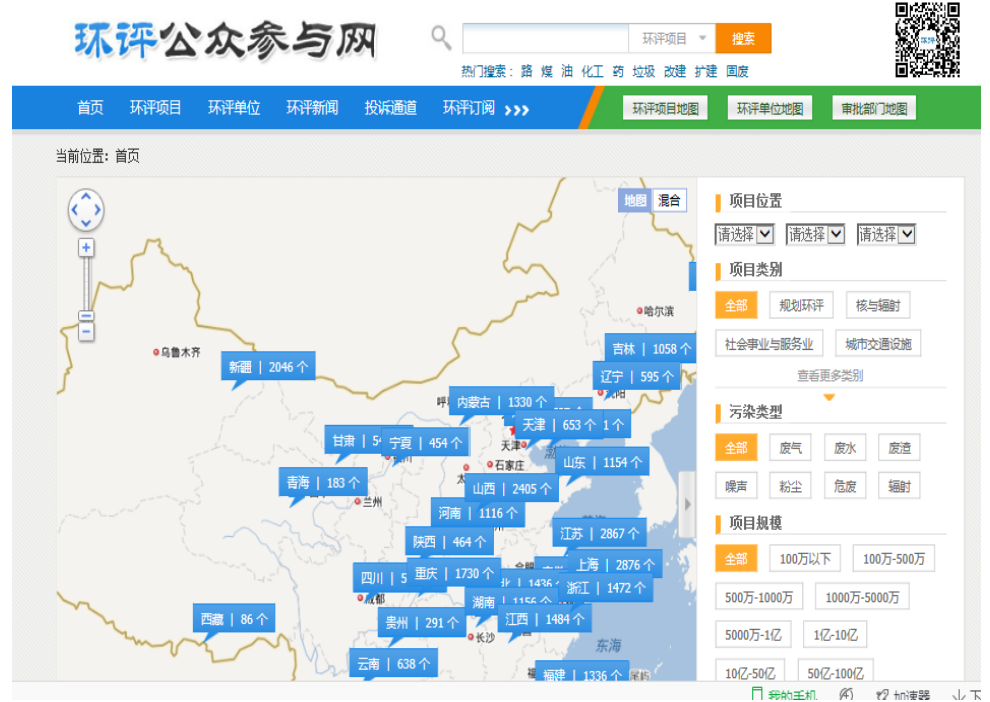 环评公众参与网
环评项目 搜索
热门搜索：路 煤 油 化工 药 垃圾 改建 扩建 固废
首页 环评项目 环评单位 环评新闻 投诉通道 环评订阅 >>>
环评项目地图 环评单位地图 审批部门地图
当前位置：首页
地图 混合
哈尔滨
吉林 | 1058 个
乌鲁木齐
新疆 | 2046 个
辽宁 | 595 个
内蒙古 | 1330 个
天津 | 653 个 1 个
甘肃 | 宁夏 | 454 个
天津
石家庄
山东 | 1154 个
青海 | 183 个
山西 | 2405 个
兰州
河南 | 1116 个
江苏 | 2867 个
陕西 | 464 个
上海 | 2876 个
四川 | 重庆 | 1730 个
1436
浙江 | 1472 个
成都
湖南 | 1156 个
西藏 | 86 个
贵州 | 291 个
江西 | 1484 个
长沙
东海
云南 | 638 个
福建 | 1336 个
项目位置
请选择 请选择 请选择
项目类别
全部 规划环评 核与辐射
社会事业与服务业 城市交通设施
查看更多类别
污染类型
全部 废气 废水 废渣
噪声 粉尘 危废 辐射
项目规模
全部 100万以下 100万-500万
500万-1000万 1000万-5000万
5000万-1亿 1亿-10亿
10亿-50亿 50亿-100亿
我的手机 加速器 下